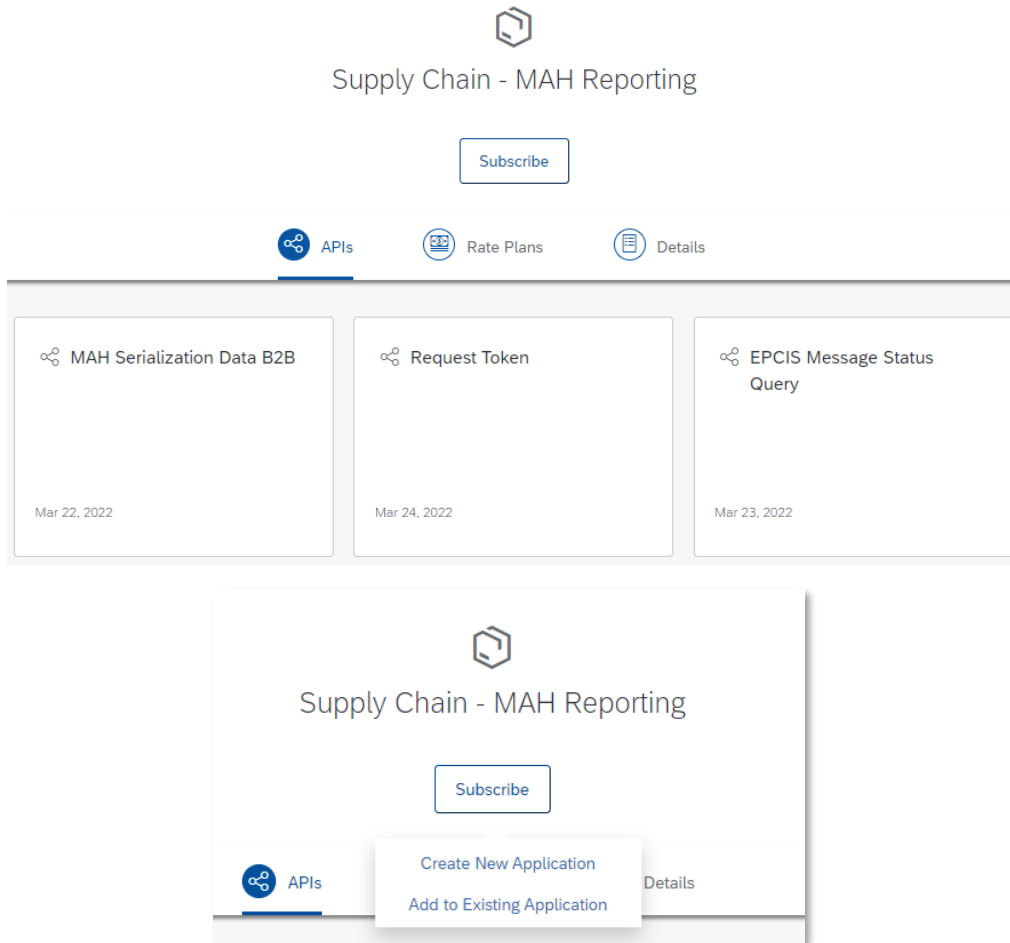 Supply Chain - MAH Reporting
Subscribe
APIs
Rate Plans
Details
MAH Serialization Data B2B
Request Token
EPCIS Message Status
Query
Mar 22, 2022
Mar 24, 2022
Mar 23, 2022
Supply Chain - MAH Reporting
Subscribe
Create New Application
APIs
Details
Add to Existing Application